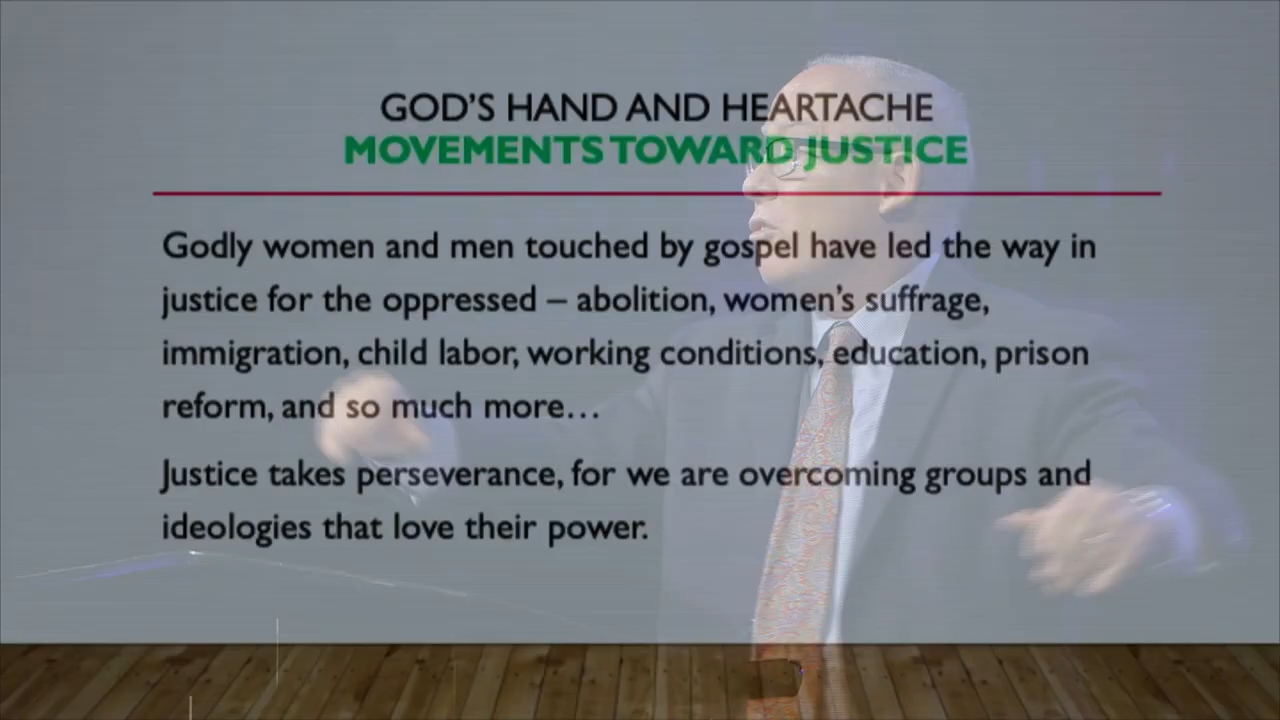 GOD'S HAND AND HEARTACHE
MOVEMENTS TOWARD JUSTICE
Godly women and men touched by gospel have led the way in
justice for the oppressed – abolition, women's suffrage,
immigration, child labor, working conditions, education, prison
reform, and so much more…
Justice takes perseverance, for we are overcoming groups and
ideologies that love their power.